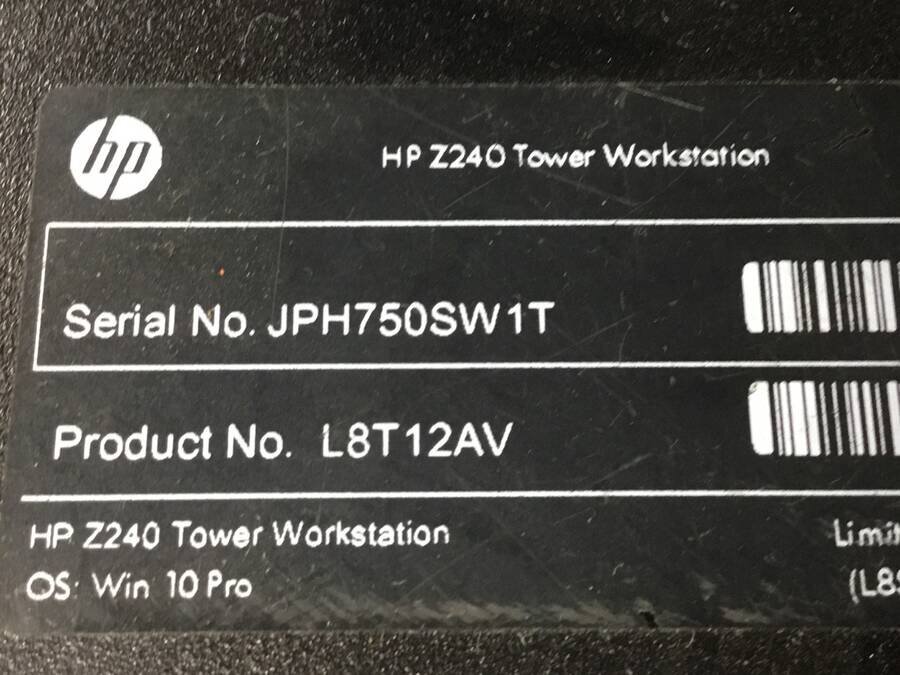 hp
HP Z240 Tower Workstation
Serial No. JPH750SW1T
Product No. L8T12AV
HP Z240 Tower Workstation
OS: Win 10 Pro